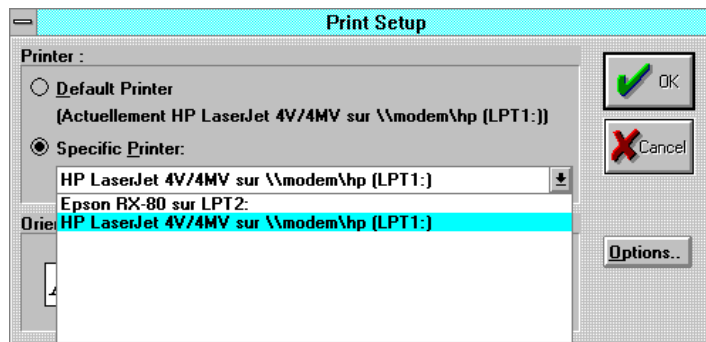 Print Setup
Printer :
Default Printer
(Actuellement HP LaserJet 4V/4MV sur \\modem\hp (LPT1:))
Specific Printer:
HP LaserJet 4V/4MV sur \\modem\hp (LPT1:)
Epson RX-80 sur LPT2:
HP LaserJet 4V/4MV sur \\modem\hp (LPT1:)
OK
Cancel
Options..